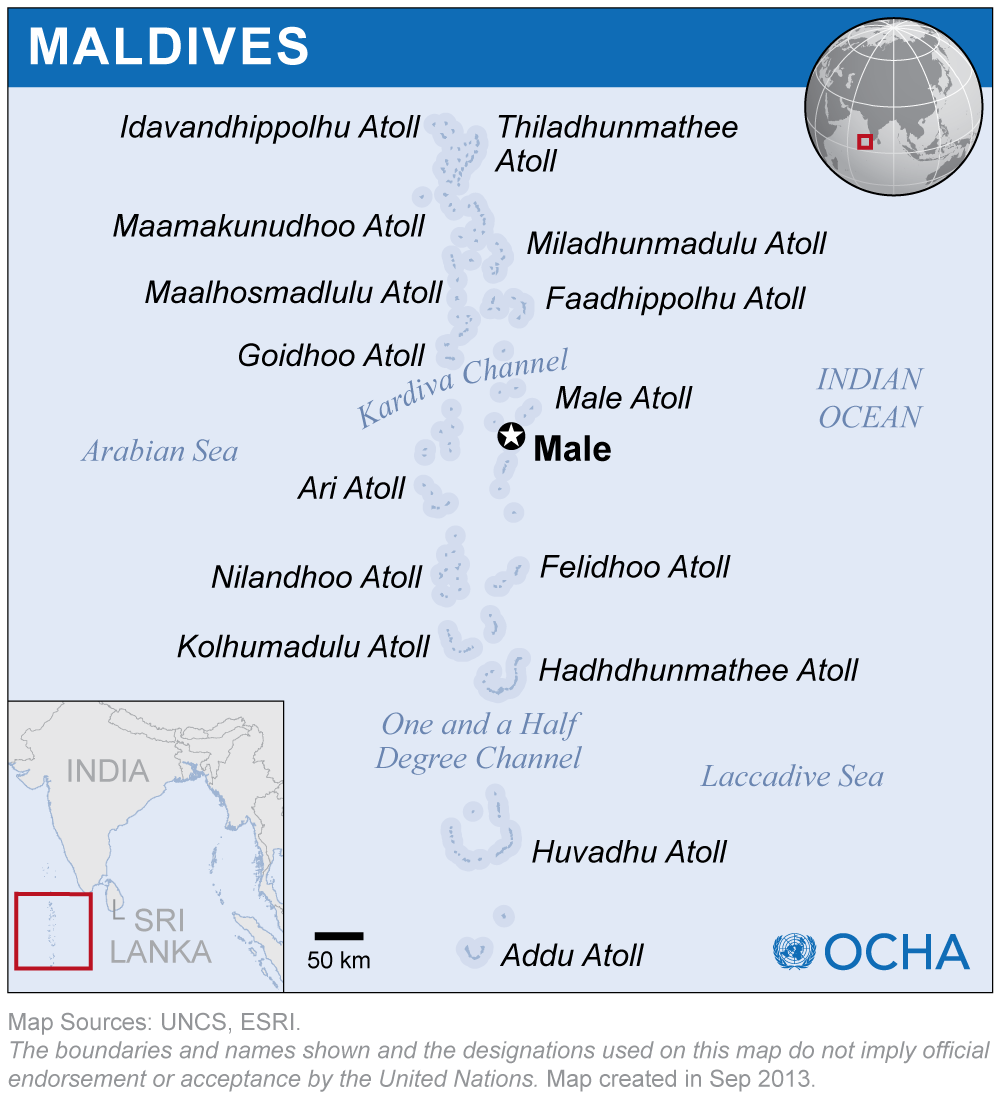 MALDIVES
Idavandhippolhu Atoll
Thiladhunmathee
Atoll
Maamakunudhoo Atoll
Miladhunmadulu Atoll
Maalhosmadlulu Atoll
Faadhippolhu Atoll
Goidhoo Atoll
Kardiva Channel
INDIAN
OCEAN
Male Atoll
Arabian Sea
Male
Ari Atoll
Nilandhoo Atoll
Felidhoo Atoll
Kolhumadulu Atoll
Hadhdhunmathee Atoll
One and a Half
Degree Channel
Laccadive Sea
INDIA
Huvadhu Atoll
SRI
LANKA
50 km
Addu Atoll
OCHA
Map Sources: UNCS, ESRI.
The boundaries and names shown and the designations used on this map do not imply official
endorsement or acceptance by the United Nations. Map created in Sep 2013.